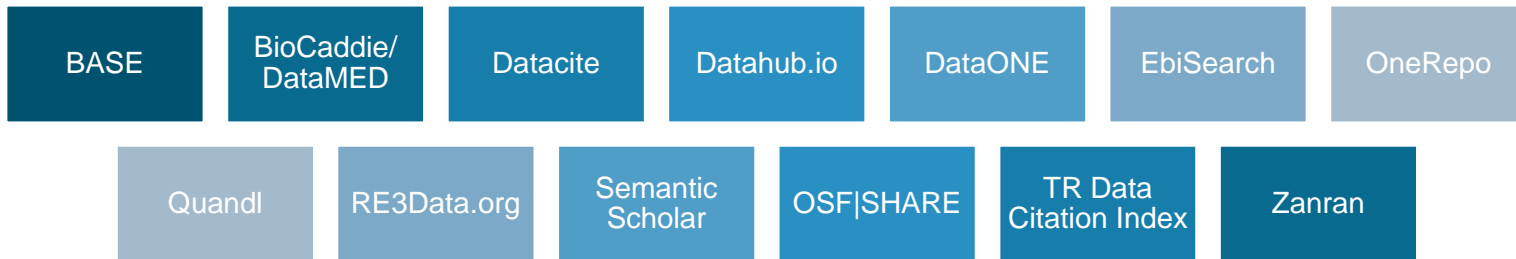 BASE
BioCaddie/
DataMED
Datacite
Datahub.io
DataONE
EbiSearch
OneRepo
Quandl
RE3Data.org
Semantic
Scholar
OSF|SHARE
TR Data
Citation Index
Zanran